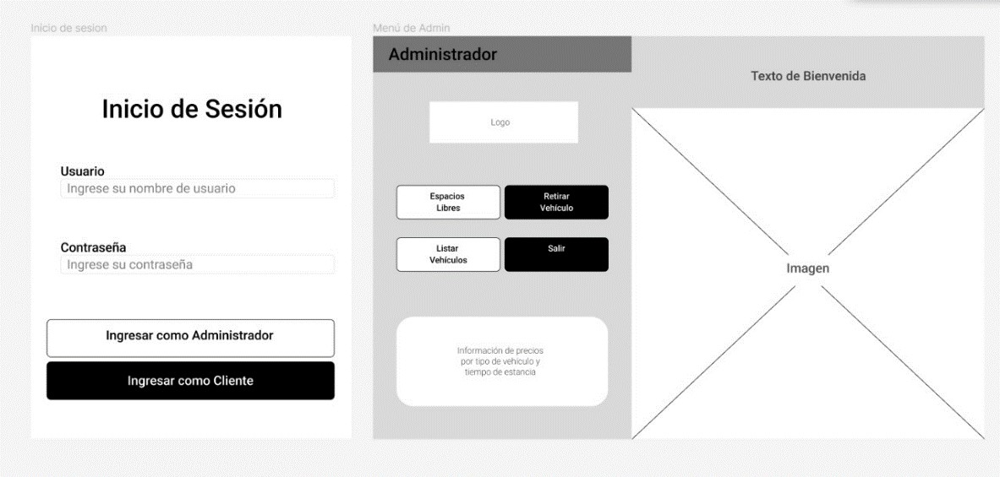 Inicio de sesion
Inicio de Sesión
Usuario
Ingrese su nombre de usuario
Contraseña
Ingrese su contraseña
Ingresar como Administrador
Ingresar como Cliente
Menú de Admin
Administrador
Logo
Espacios
Libres
Retirar
Vehículo
Listar
Vehículos
Salir
Información de precios
por tipo de vehículo y
tiempo de estancia
Texto de Bienvenida
Imagen